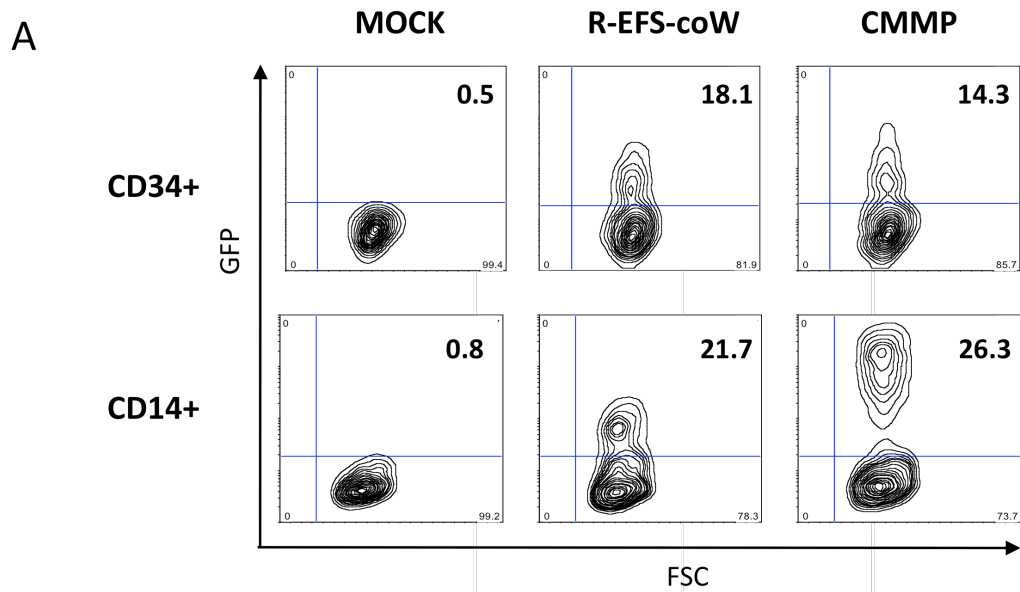 A
MOCK R-EFS-coW CMMP
0 0.5 0 18.1 0 14.3
CD34+
0 99.4 0 81.9 0 85.7
GFP
0 0.8 0 21.7 0 26.3
CD14+
0 99.2 0 78.3 0 73.7
FSC